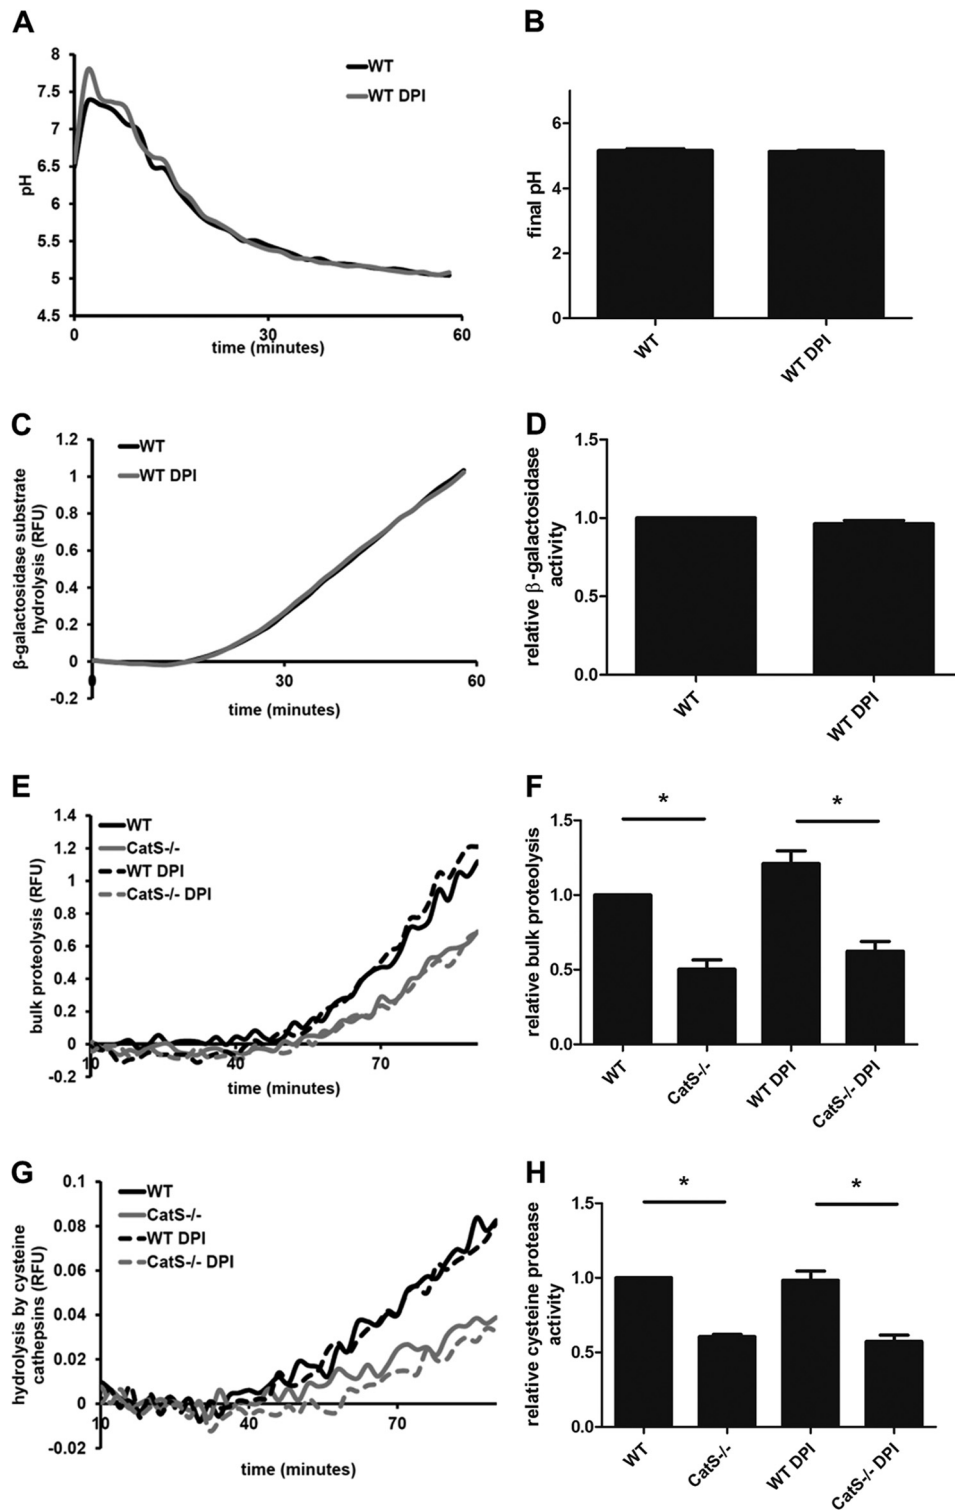 A
8
7.5
7
6.5
6
5.5
5
4.5
pH
0
30
60
time (minutes)
WT
WT DPI
B
6
4
2
0
final pH
WT
WT DPI
C
1.2
1
0.8
0.6
0.4
0.2
0
-0.2
β-galactosidase substrate
hydrolysis (RFU)
WT
WT DPI
0
30
60
time (minutes)
D
1.5
1.0
0.5
0.0
relative β-galactosidase
activity
WT
WT DPI
E
1.4
1.2
1
0.8
0.6
0.4
0.2
0
-0.2
bulk proteolysis (RFU)
WT
CatS-/-
WT DPI
CatS-/- DPI
10
40
70
time (minutes)
F
1.5
1.0
0.5
0.0
relative bulk proteolysis
*
*
WT
CatS-/-
WT DPI
CatS-/- DPI
G
0.1
0.08
0.06
0.04
0.02
0
-0.02
hydrolysis by cysteine
cathepsins (RFU)
WT
CatS-/-
WT DPI
CatS-/- DPI
10
40
70
time (minutes)
H
1.5
1.0
0.5
0.0
relative cysteine protease
activity
*
*
WT
CatS-/-
WT DPI
CatS-/- DPI